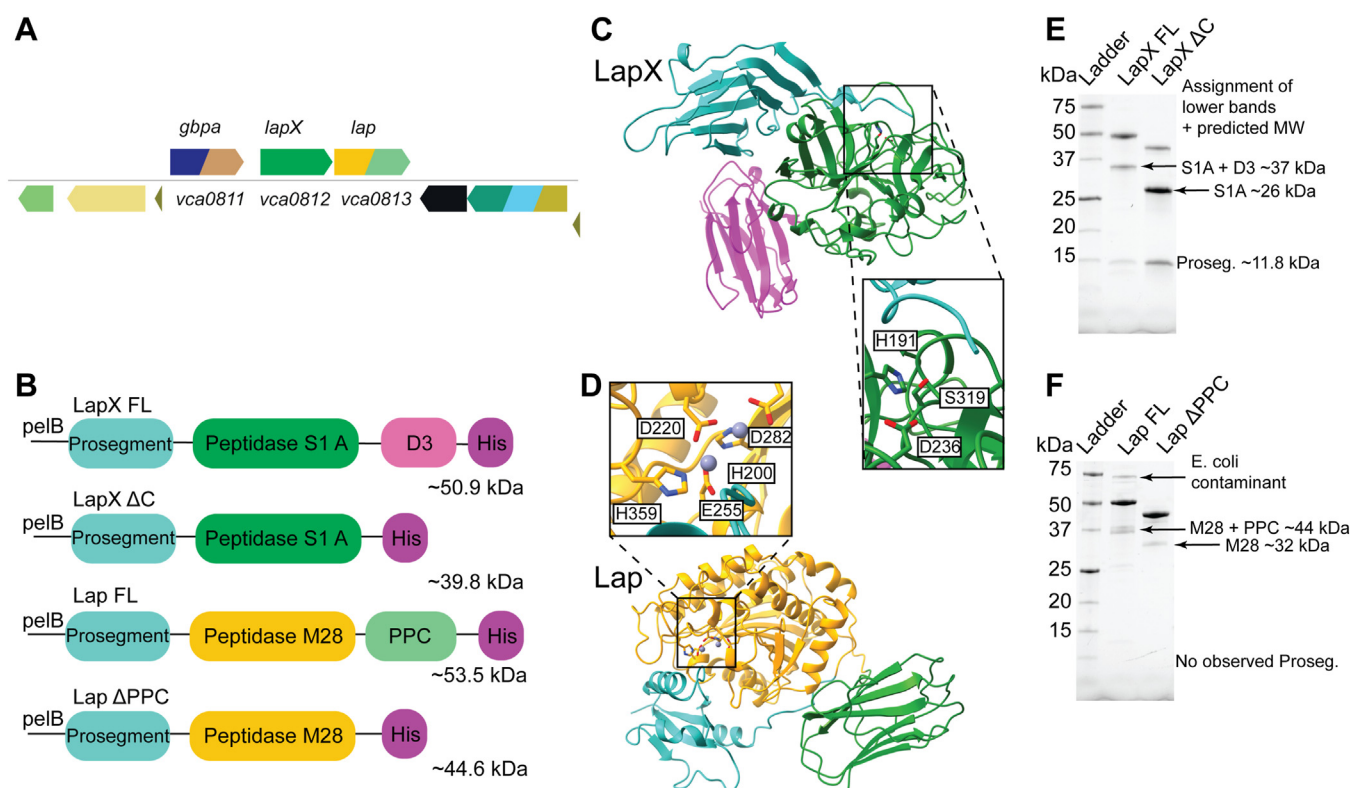 A
gbpa lapX lap
vca0811 vca0812 vca0813
B
LapX FL
pelB Prosegment Peptidase S1 A D3 His
~50.9 kDa
LapX ΔC
pelB Prosegment Peptidase S1 A His
~39.8 kDa
Lap FL
pelB Prosegment Peptidase M28 PPC His
~53.5 kDa
Lap ΔPPC
pelB Prosegment Peptidase M28 His
~44.6 kDa
C
LapX
H191
S319
D236
D
D220
D282
H200
H359
E255
Lap
E
kDa
Ladder
LapX FL
LapX ΔC
Assignment of
lower bands
+ predicted MW
75
50
37
25
20
15
S1A + D3 ~37 kDa
S1A ~26 kDa
Proseg. ~11.8 kDa
F
kDa
Ladder
Lap FL
Lap ΔPPC
75
50
37
25
20
15
E. coli
contaminant
M28 + PPC ~44 kDa
M28 ~32 kDa
No observed Proseg.